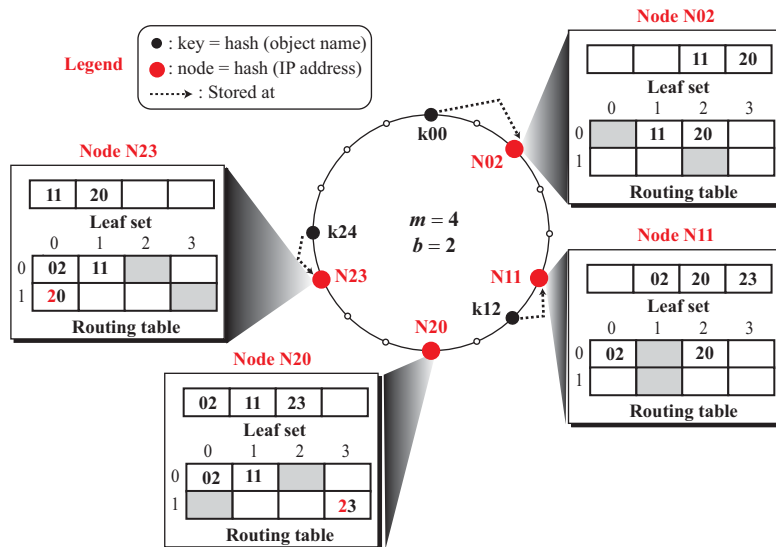 Legend
: key = hash (object name)
: node = hash (IP address)
: Stored at
Node N02
11 20
Leaf set
0 1 2 3
0 11 20
1
Routing table
Node N23
11 20
Leaf set
0 1 2 3
0 02 11
1 20
Routing table
k00
N02
k24
N23
m = 4
b = 2
N11
k12
N20
Node N11
02 20 23
Leaf set
0 1 2 3
0 02 20
1
Routing table
Node N20
02 11 23
Leaf set
0 1 2 3
0 02 11
1 23
Routing table